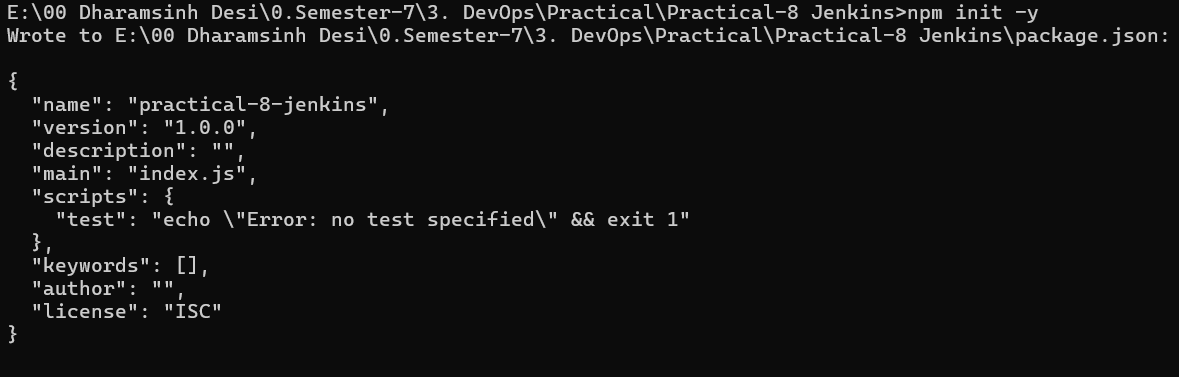 E:\00 Dharamsinh Desi\0.Semester-7\3. DevOps\Practical\Practical-8 Jenkins>npm init -y
Wrote to E:\00 Dharamsinh Desi\0.Semester-7\3. DevOps\Practical\Practical-8 Jenkins\package.json:
{
  "name": "practical-8-jenkins",
  "version": "1.0.0",
  "description": "",
  "main": "index.js",
  "scripts": {
    "test": "echo \"Error: no test specified\" && exit 1"
  },
  "keywords": [],
  "author": "",
  "license": "ISC"
}